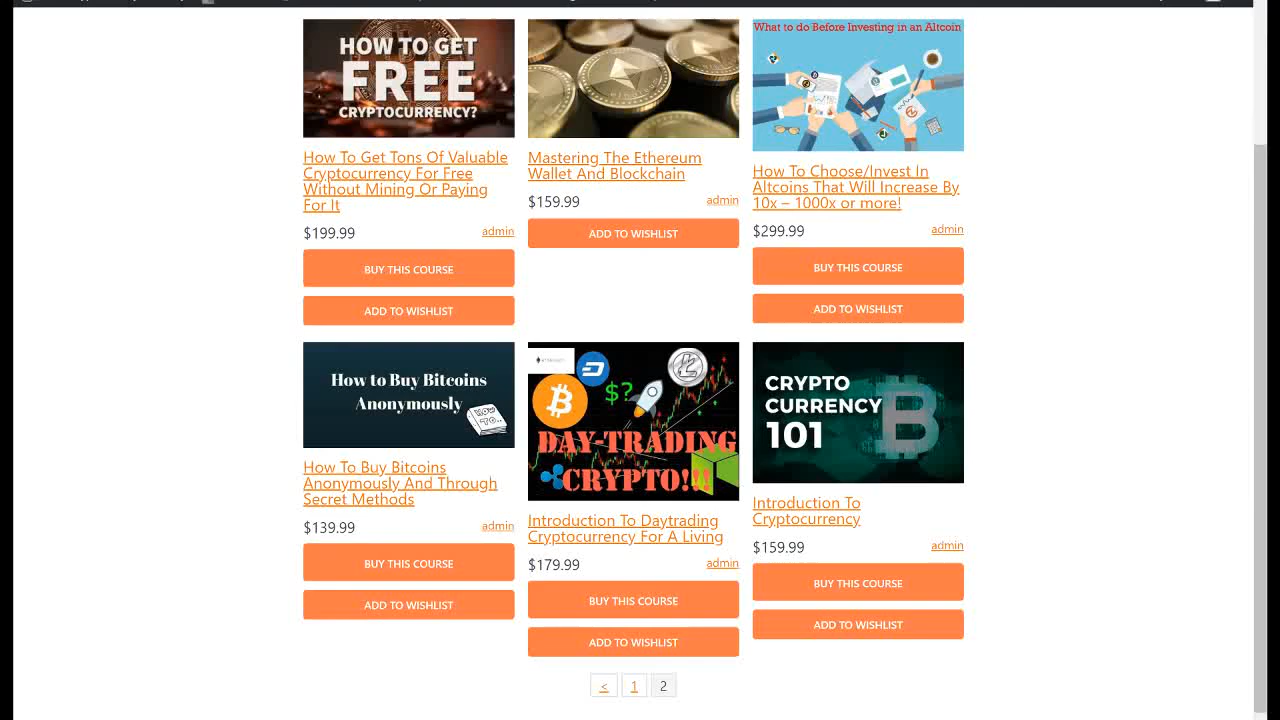 HOW TO GET
FREE
CRYPTOCURRENCY?
How To Get Tons Of Valuable
Cryptocurrency For Free
Without Mining Or Paying
For It
$199.99 admin
BUY THIS COURSE
ADD TO WISHLIST
Mastering The Ethereum
Wallet And Blockchain
$159.99 admin
ADD TO WISHLIST
What to do Before Investing in an Altcoin
How To Choose/Invest In
Altcoins That Will Increase By
10x – 1000x or more!
$299.99 admin
BUY THIS COURSE
ADD TO WISHLIST
How to Buy Bitcoins
Anonymously
HOW
TO..
How To Buy Bitcoins
Anonymously And Through
Secret Methods
$139.99 admin
BUY THIS COURSE
ADD TO WISHLIST
$?
DAY-TRADING
CRYPTO!!!
Introduction To Daytrading
Cryptocurrency For A Living
$179.99 admin
BUY THIS COURSE
ADD TO WISHLIST
CRYPTO
CURRENCY
101
Introduction To
Cryptocurrency
$159.99 admin
BUY THIS COURSE
ADD TO WISHLIST
< 1 2